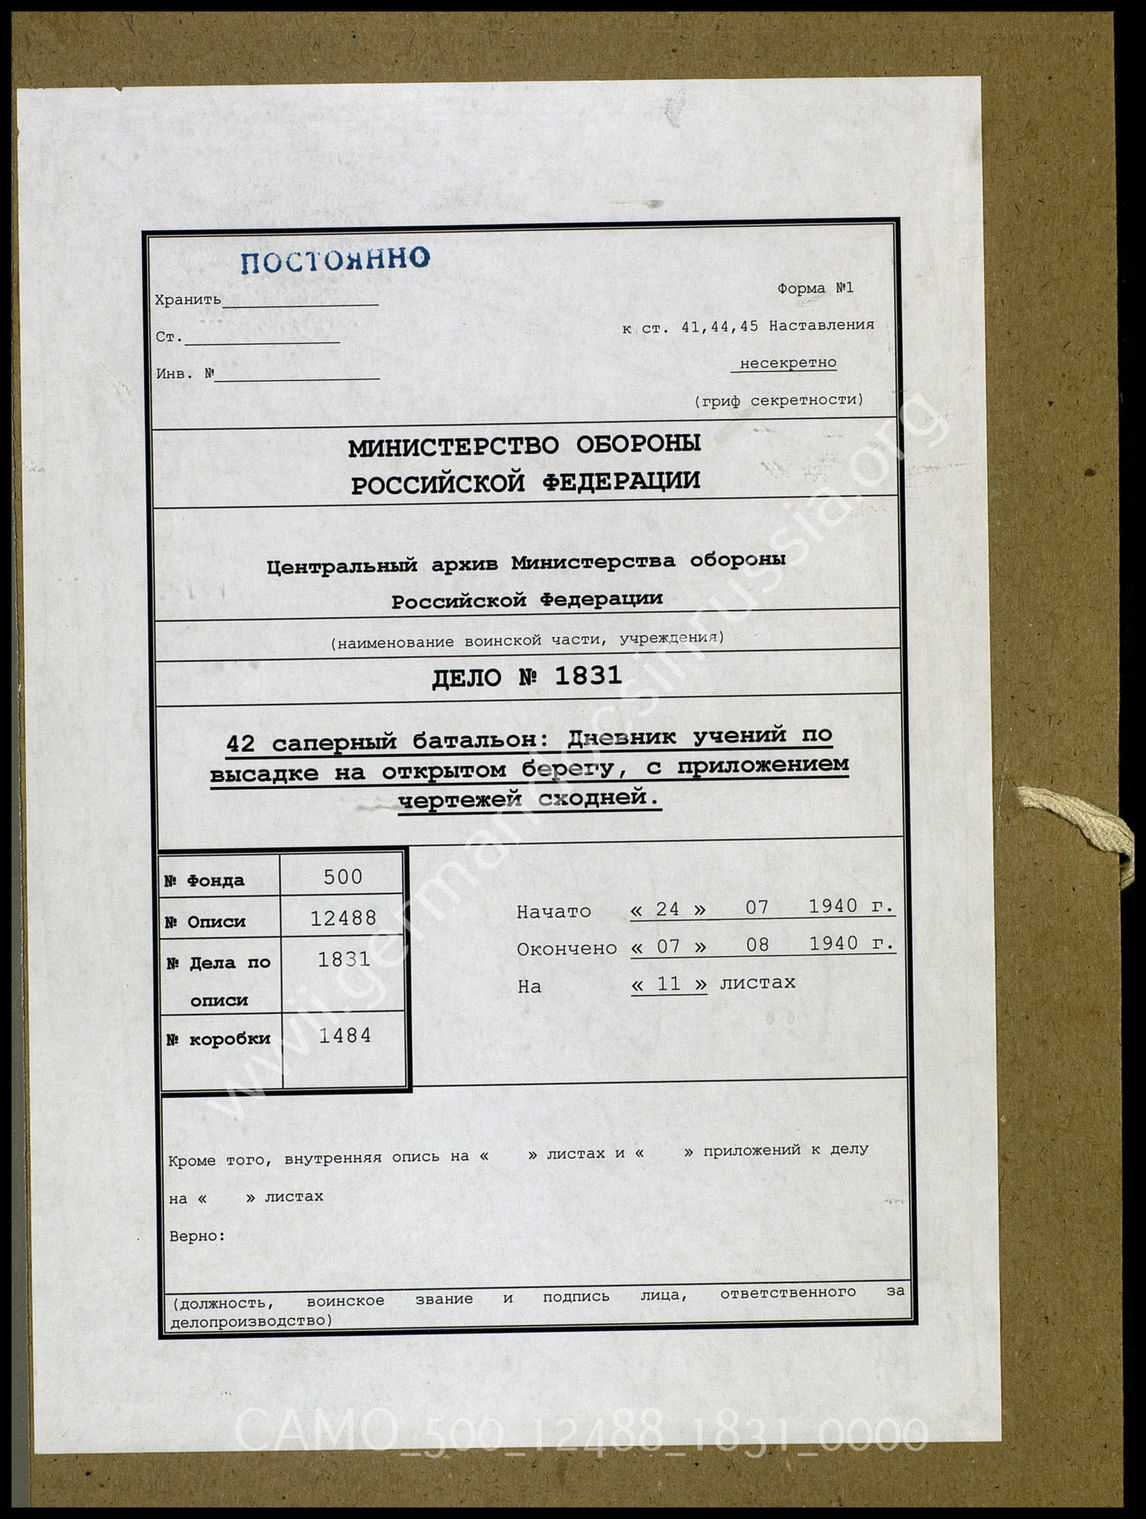 ПОСТОЯННО
Хранить
Форма №1
Ст.
к ст. 41,44,45 Наставления
Инв. №
несекретно
(гриф секретности)
МИНИСТЕРСТВО ОБОРОНЫ
РОССИЙСКОЙ ФЕДЕРАЦИИ
Центральный архив Министерства обороны
Российской Федерации
(наименование воинской части, учреждения)
ДЕЛО № 1831
42 саперный батальон: Дневник учений по
высадке на открытом берегу, с приложением
чертежей сходней.
№ Фонда 500
№ Описи 12488
№ Дела по 1831
описи
№ коробки 1484
Начато « 24 » 07 1940 г.
Окончено « 07 » 08 1940 г.
На « 11 » листах
Кроме того, внутренняя опись на « » листах и « » приложений к делу
на « » листах
Верно:
(должность, воинское звание и подпись лица, ответственного за
делопроизводство)
wwii.germandocsinrussia.org
CAMO_500_12488_1831_0000